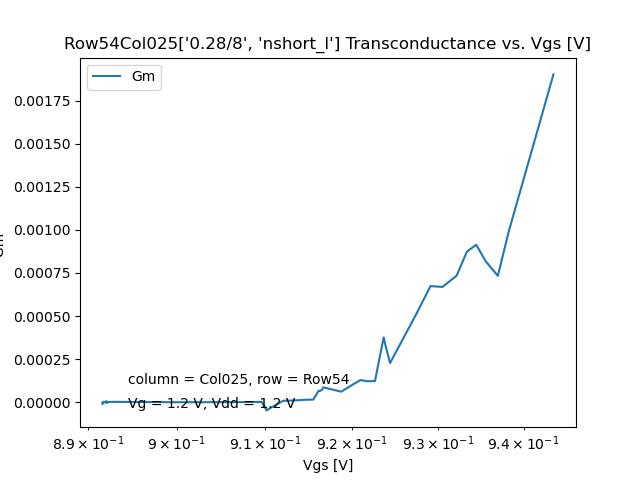 Row54Col025['0.28/8', 'nshort_l'] Transconductance vs. Vgs [V]
Gm
0.00175
0.00150
0.00125
0.00100
0.00075
0.00050
0.00025
0.00000
Gm
column = Col025, row = Row54
Vg = 1.2 V, Vdd = 1.2 V
8.9 × 10⁻¹ 9 × 10⁻¹ 9.1 × 10⁻¹ 9.2 × 10⁻¹ 9.3 × 10⁻¹ 9.4 × 10⁻¹
Vgs [V]